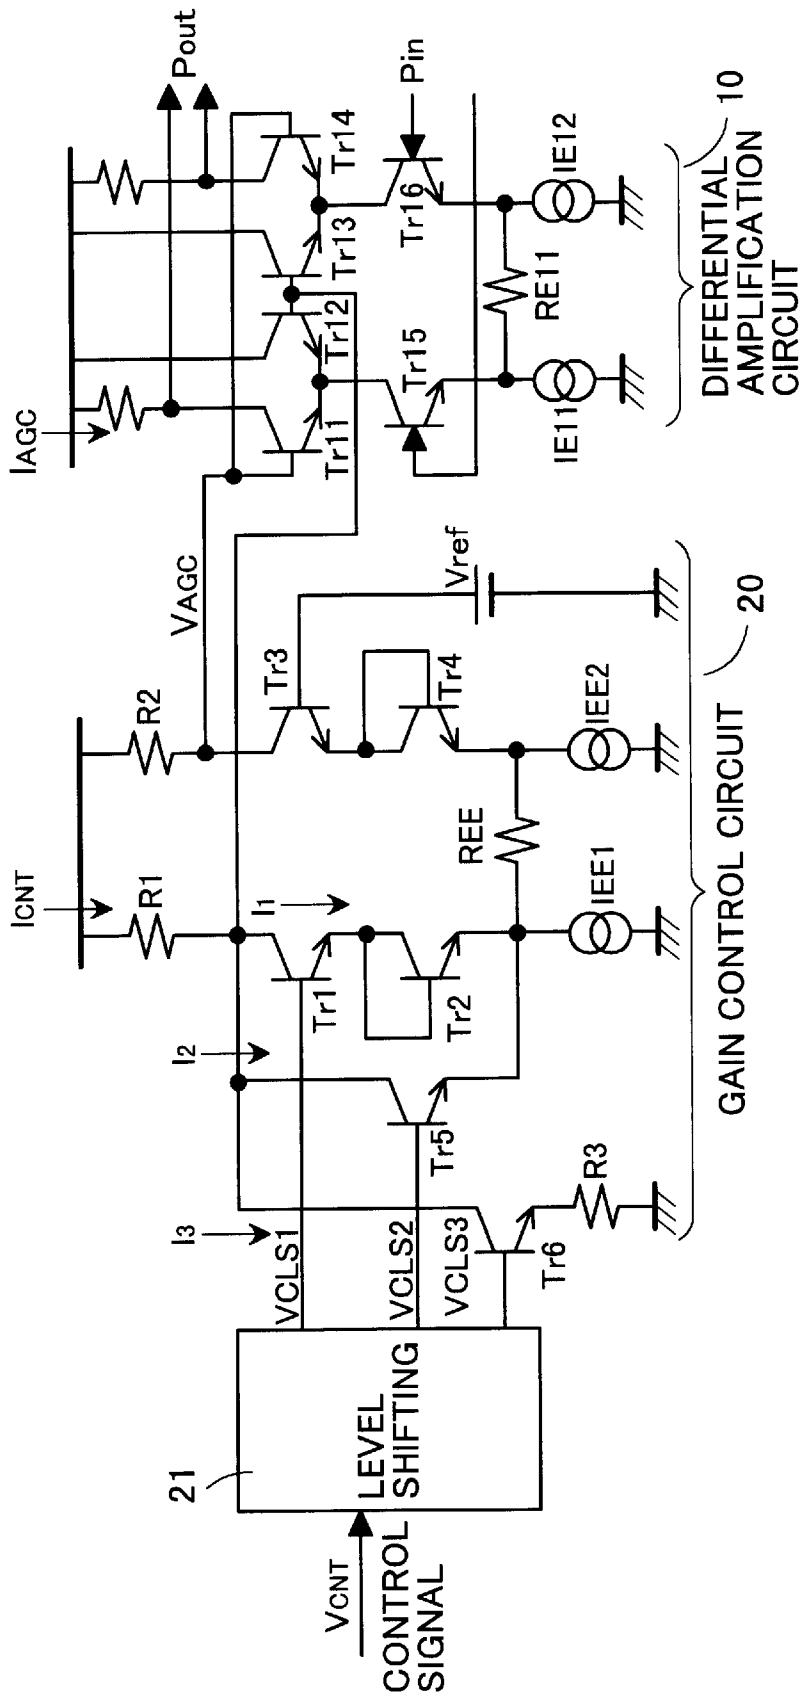 IAGC
Pout
Tr14
Tr13
Tr12
Tr11
Pin
Tr16
Tr15
RE11
IE12
IE11
10
DIFFERENTIAL
AMPLIFICATION
CIRCUIT
VAGC
ICNT
R1
R2
I1
I2
I3
Tr3
Vref
Tr4
Tr1
Tr2
REE
IEE2
IEE1
Tr5
R3
Tr6
VCLS1
VCLS2
VCLS3
20
GAIN CONTROL CIRCUIT
21
LEVEL
SHIFTING
VCNT
CONTROL
SIGNAL